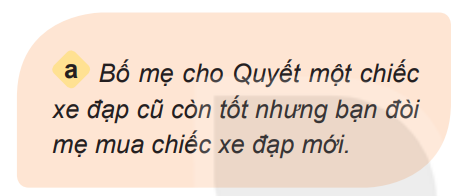 a Bố mẹ cho Quyết một chiếc
xe đạp cũ còn tốt nhưng bạn đòi
mẹ mua chiếc xe đạp mới.